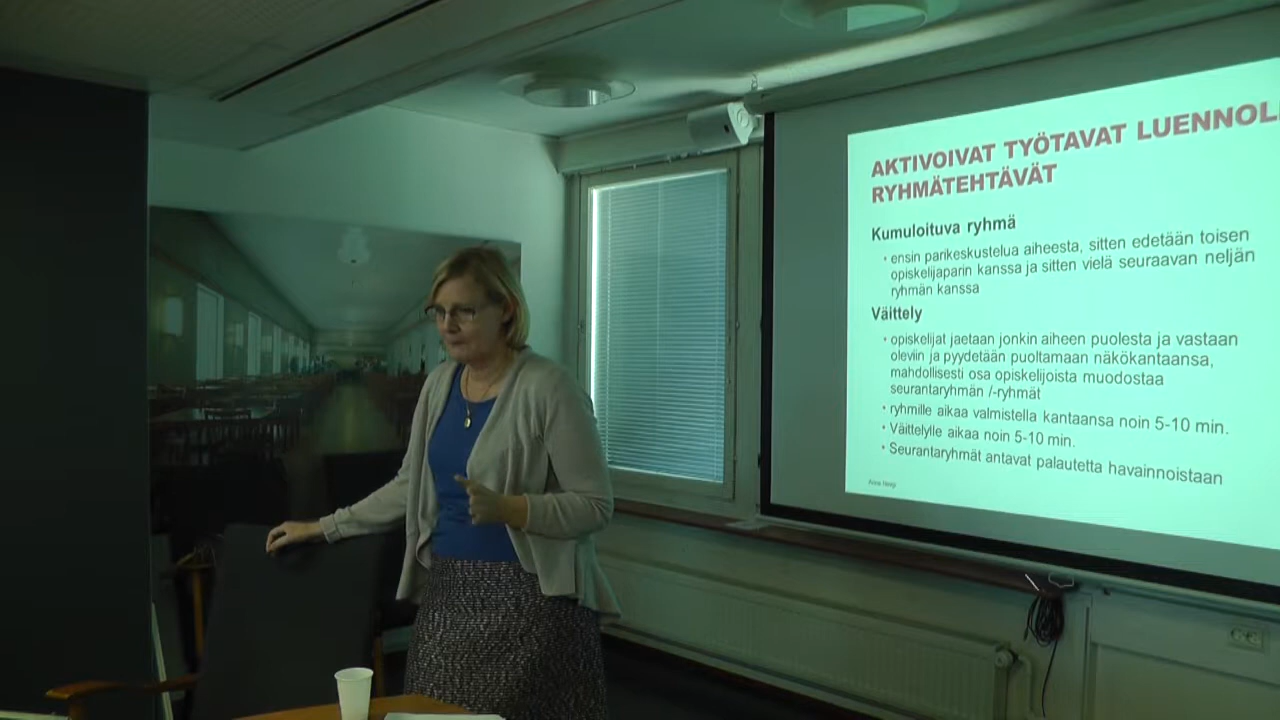 AKTIVOIVAT TYÖTAVAT LUENNOL
RYHMÄTEHTÄVÄT
Kumuloituva ryhmä
• ensin parikeskustelua aiheesta, sitten edetään toisen
opiskelijaparin kanssa ja sitten vielä seuraavan neljän
ryhmän kanssa
Väittely
• opiskelijat jaetaan jonkin aiheen puolesta ja vastaan
oleviin ja pyydetään puoltamaan näkökantaansa,
mahdollisesti osa opiskelijoista muodostaa
seurantaryhmän /-ryhmät
• ryhmille aikaa valmistella kantaansa noin 5-10 min.
• Väittelylle aikaa noin 5-10 min.
• Seurantaryhmät antavat palautetta havainnoistaan